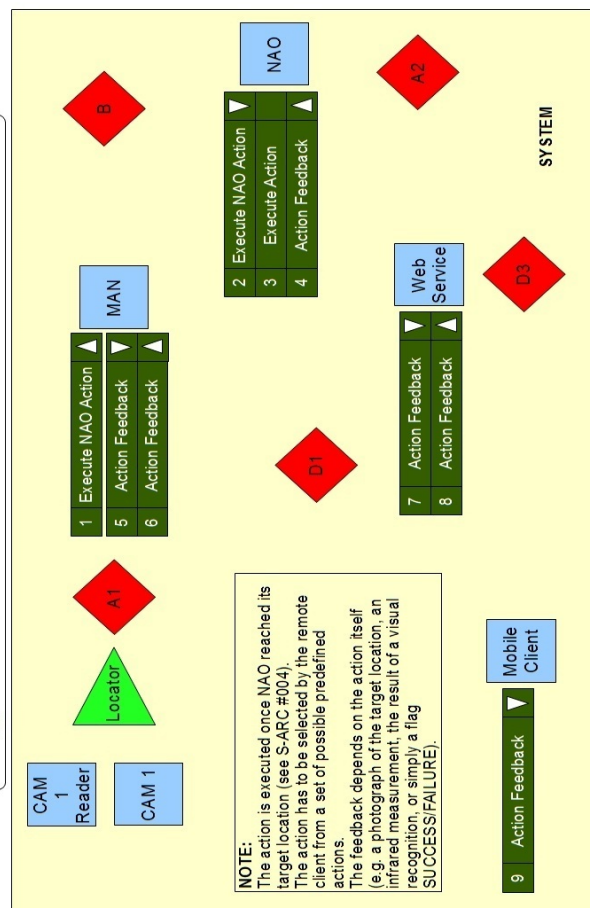 CAM
1
Reader
CAM 1
Locator
A1
1 Execute NAO Action
5 Action Feedback
6 Action Feedback
MAN
B
NOTE:
The action is executed once NAO reached its
target location (see S-ARC #004).
The action has to be selected by the remote
client from a set of possible predefined
actions.
The feedback depends on the action itself
(e.g. a photograph of the target location, an
infrared measurement, the result of a visual
recognition, or simply a flag
SUCCESS/FAILURE).
D1
2 Execute NAO Action
3 Execute Action
4 Action Feedback
NAO
A2
7 Action Feedback
8 Action Feedback
Web
Service
D3
9 Action Feedback
Mobile
Client
SYSTEM